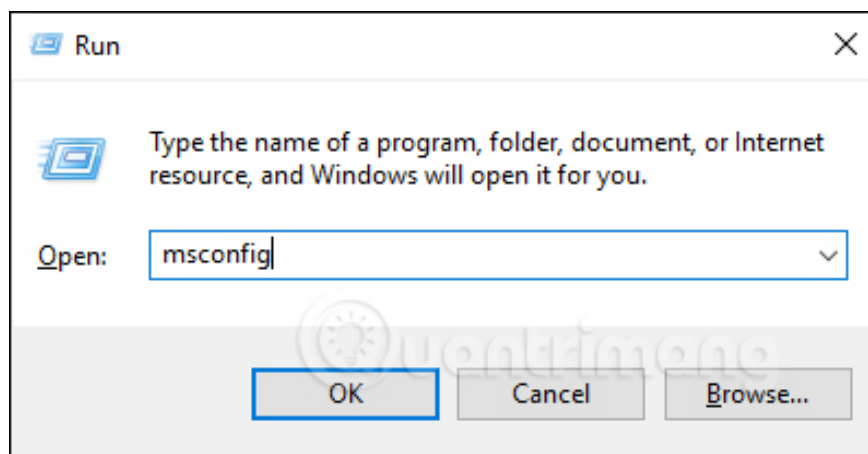 Run
Type the name of a program, folder, document, or Internet
resource, and Windows will open it for you.
Open: msconfig
Quantrimang
OK Cancel Browse...